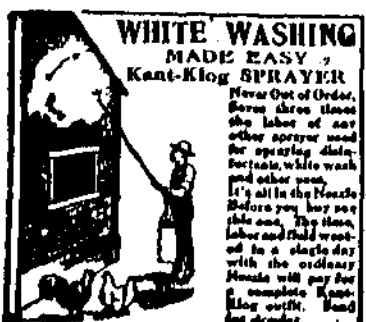 WHITE WASHING
MADE EASY
Kant-Klog SPRAYER
Never Out of Order,
Saves three times
the labor of any
other sprayer used
for spraying disin-
fectants, white wash
and other uses.
It's all in the Nozzle
Before you buy see
this one. The time,
labor and fluid wast-
ed in a single day
with the ordinary
Nozzle will pay for
a complete Kant-
Klog outfit. Send
for circular